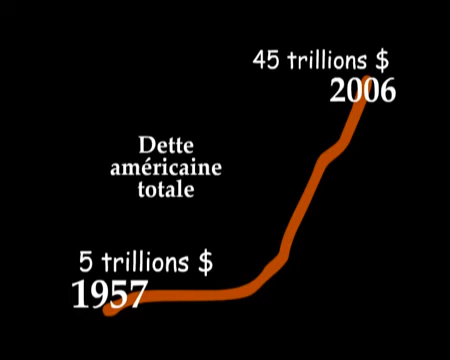 45 trillions $
2006
Dette
américaine
totale
5 trillions $
1957